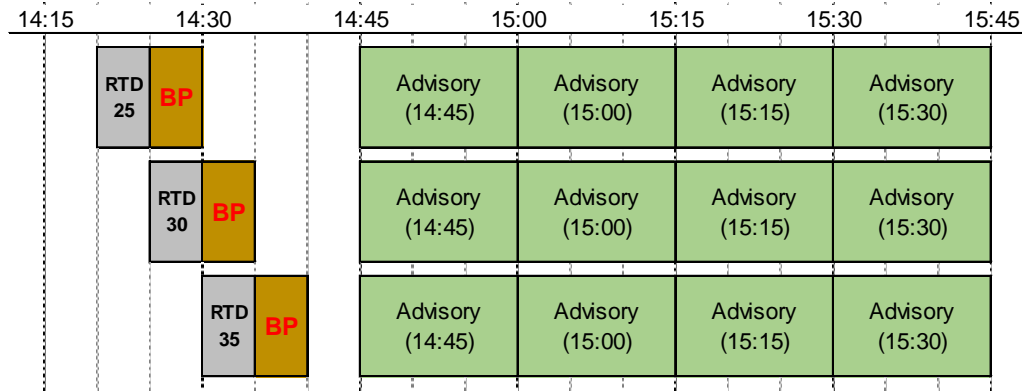 14:15 14:30 14:45 15:00 15:15 15:30 15:45
RTD
25
BP
Advisory
(14:45)
Advisory
(15:00)
Advisory
(15:15)
Advisory
(15:30)
RTD
30
BP
Advisory
(14:45)
Advisory
(15:00)
Advisory
(15:15)
Advisory
(15:30)
RTD
35
BP
Advisory
(14:45)
Advisory
(15:00)
Advisory
(15:15)
Advisory
(15:30)